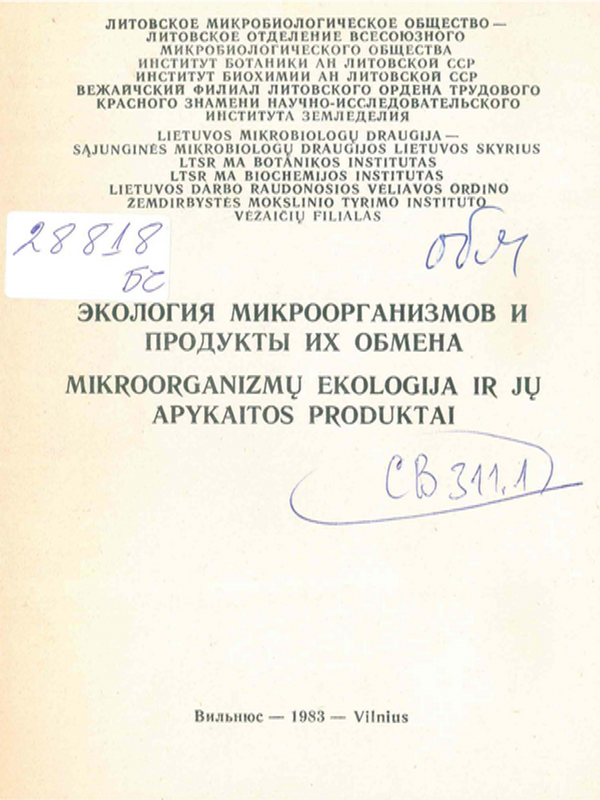 ЛИТОВСКОЕ МИКРОБИОЛОГИЧЕСКОЕ ОБЩЕСТВО —
ЛИТОВСКОЕ ОТДЕЛЕНИЕ ВСЕСОЮЗНОГО
МИКРОБИОЛОГИЧЕСКОГО ОБЩЕСТВА
ИНСТИТУТ БОТАНИКИ АН ЛИТОВСКОЙ ССР
ИНСТИТУТ БИОХИМИИ АН ЛИТОВСКОЙ ССР
ВЕЖАЙЧСКИЙ ФИЛИАЛ ЛИТОВСКОГО ОРДЕНА ТРУДОВОГО
КРАСНОГО ЗНАМЕНИ НАУЧНО-ИССЛЕДОВАТЕЛЬСКОГО
ИНСТИТУТА ЗЕМЛЕДЕЛИЯ
LIETUVOS MIKROBIOLOGŲ DRAUGIJA —
SĄJUNGINĖS MIKROBIOLOGŲ DRAUGIJOS LIETUVOS SKYRIUS
LTSR MA BOTANIKOS INSTITUTAS
LTSR MA BIOCHEMIJOS INSTITUTAS
LIETUVOS DARBO RAUDONOSIOS VĖLIAVOS ORDINO
ŽEMDIRBYSTĖS MOKSLINIO TYRIMO INSTITUTO
VĖŽAIČIŲ FILIALAS
28818
БС
обм
ЭКОЛОГИЯ МИКРООРГАНИЗМОВ И
ПРОДУКТЫ ИХ ОБМЕНА
MIKROORGANIZMŲ EKOLOGIJA IR JŲ
APYKAITOS PRODUKTAI
СВ 311.1
Вильнюс — 1983 — Vilnius